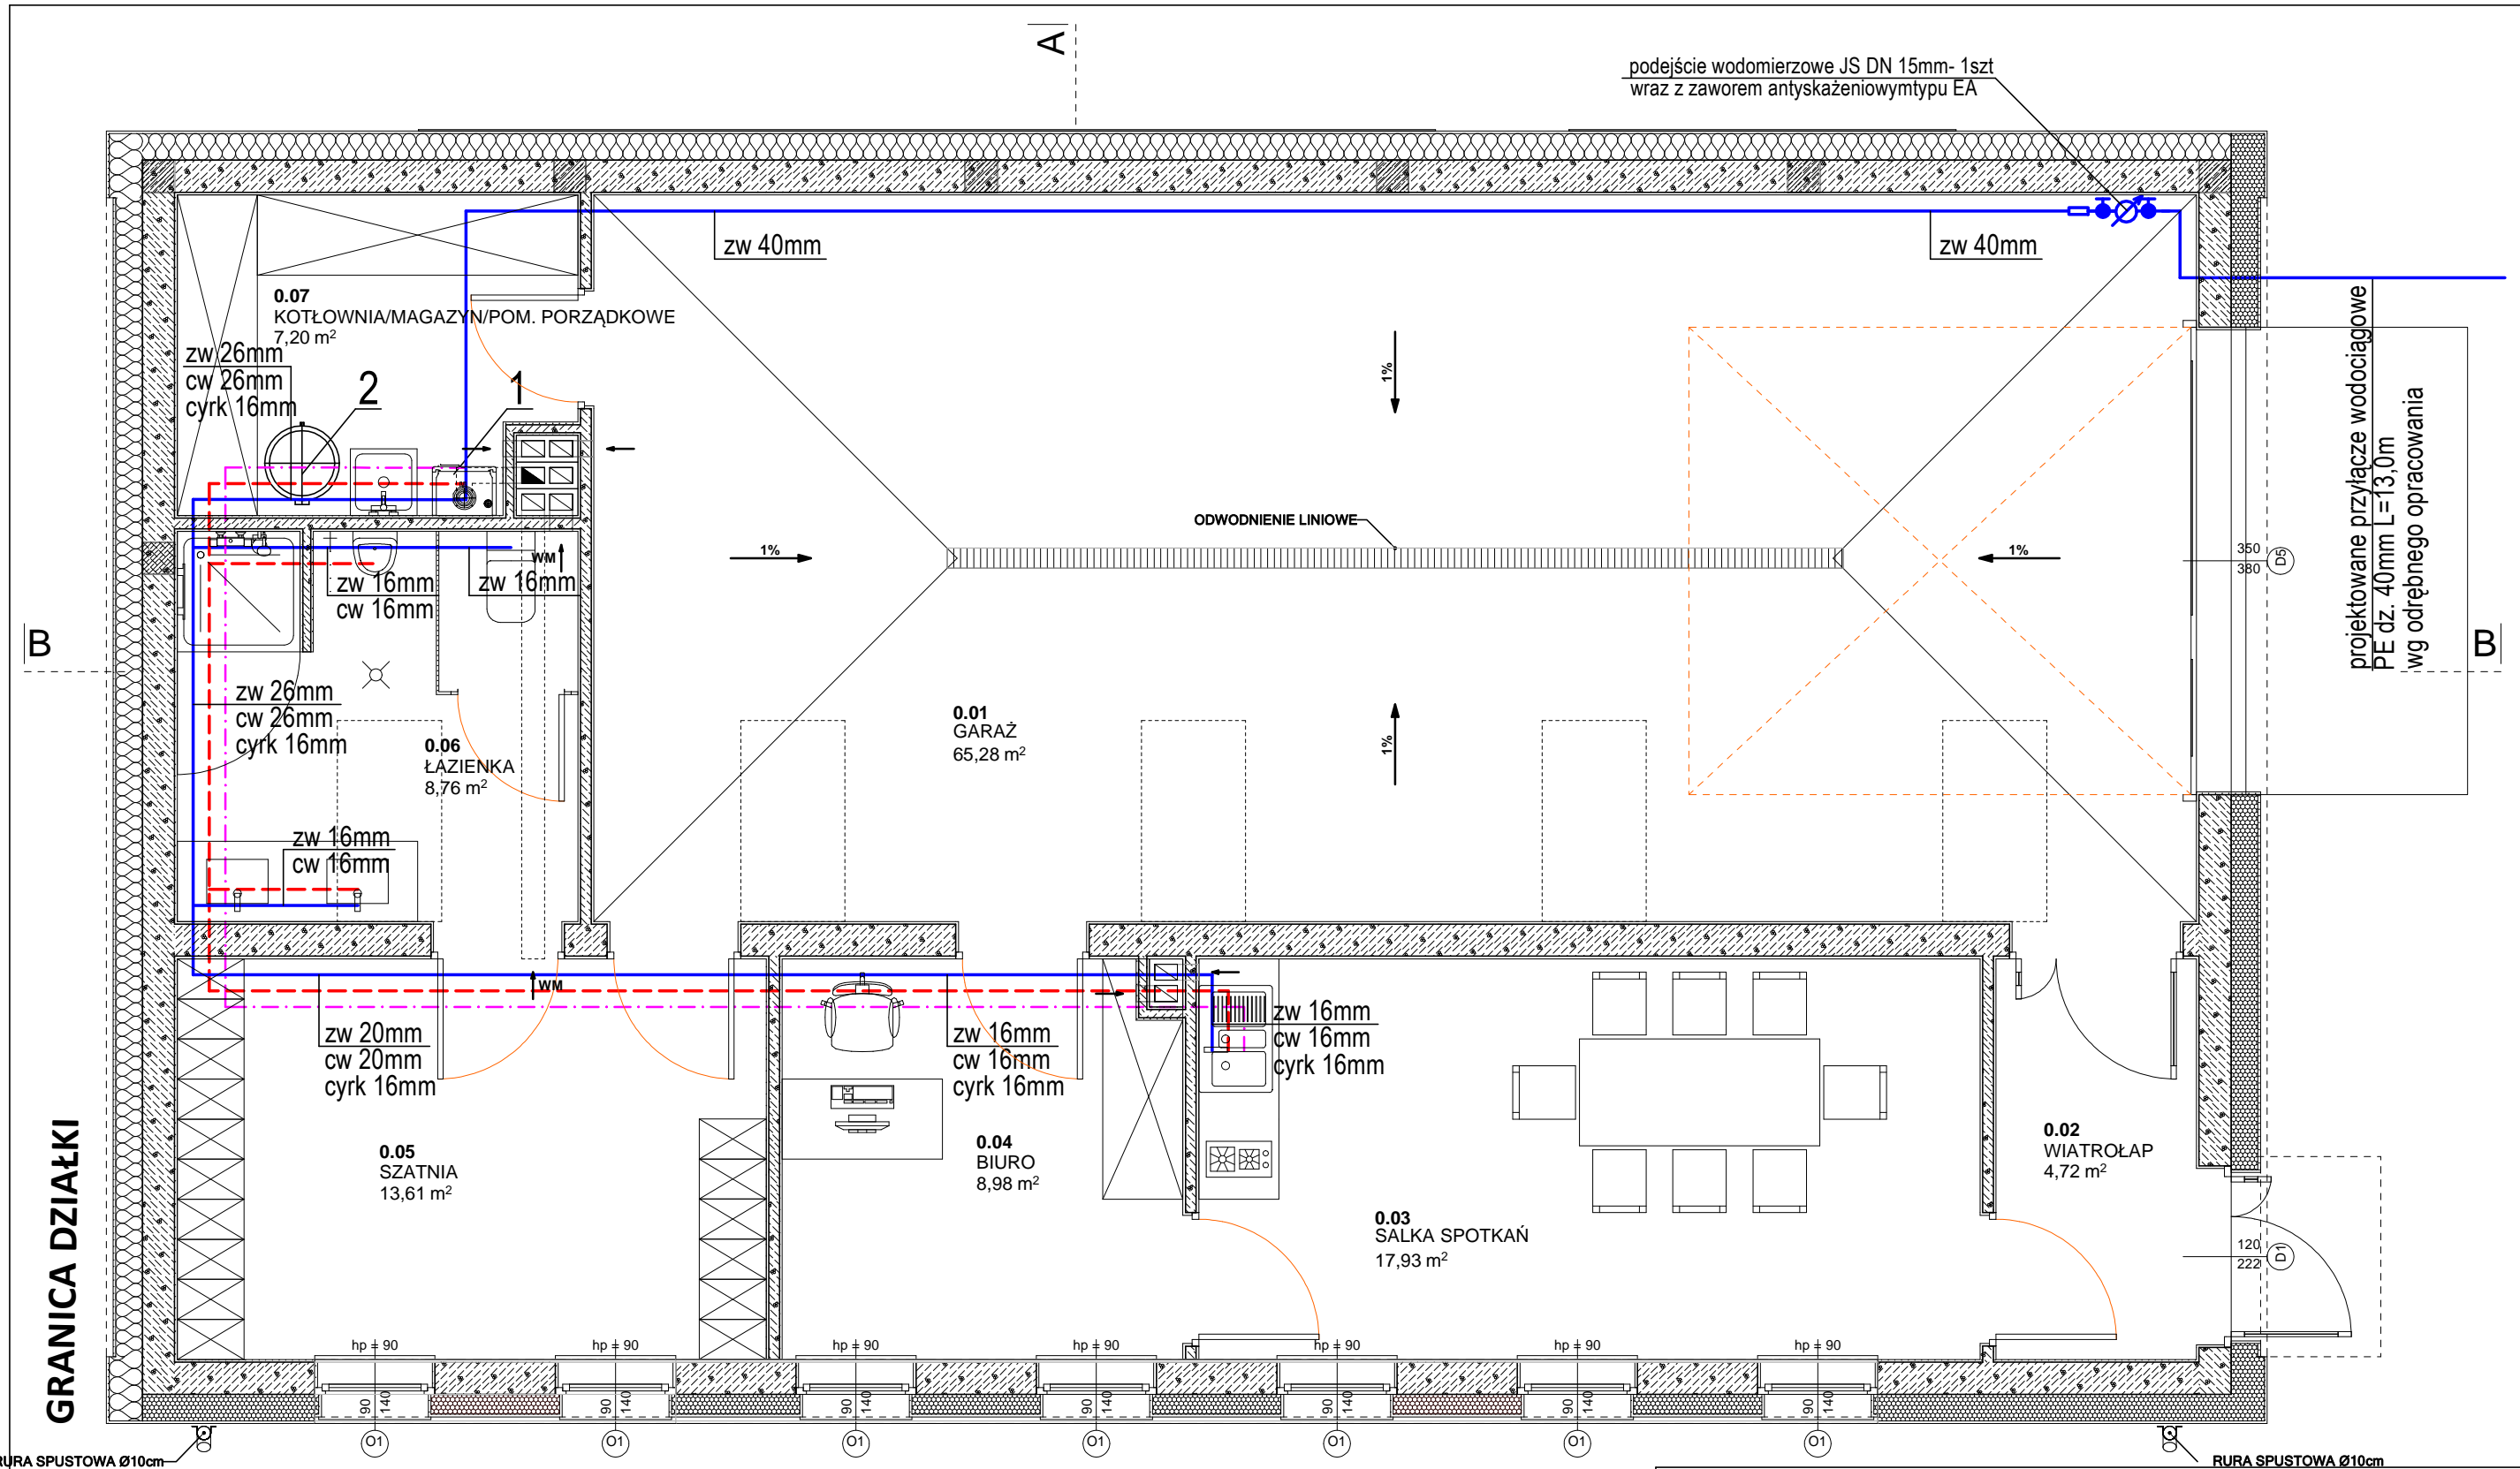 A
podejście wodomierzowe JS DN 15mm- 1szt
wraz z zaworem antyskażeniowymtypu EA
zw 40mm
zw 40mm
0.07
KOTŁOWNIA/MAGAZYN/POM. PORZĄDKOWE
7,20 m²
zw 26mm
cw 26mm
cyrk 16mm
2
1
projektowane przyłącze wodociągowe
PE dz. 40mm L=13,0m
wg odrębnego opracowania
1%
ODWODNIENIE LINIOWE
1%
1%
350
380
D5
WM
zw 16mm
cw 16mm
zw 16mm
B
B
zw 26mm
cw 26mm
cyrk 16mm
0.06
ŁAZIENKA
8,76 m²
0.01
GARAŻ
65,28 m²
1%
zw 16mm
cw 16mm
WM
zw 20mm
cw 20mm
cyrk 16mm
zw 16mm
cw 16mm
cyrk 16mm
zw 16mm
cw 16mm
cyrk 16mm
GRANICA DZIAŁKI
0.05
SZATNIA
13,61 m²
0.04
BIURO
8,98 m²
0.03
SALKA SPOTKAŃ
17,93 m²
0.02
WIATROŁAP
4,72 m²
120
222
D1
hp = 90
hp = 90
hp = 90
hp = 90
hp = 90
hp = 90
hp = 90
90
140
90
140
90
140
90
140
90
140
90
140
90
140
O1
O1
O1
O1
O1
O1
O1
RURA SPUSTOWA Ø10cm
RURA SPUSTOWA Ø10cm